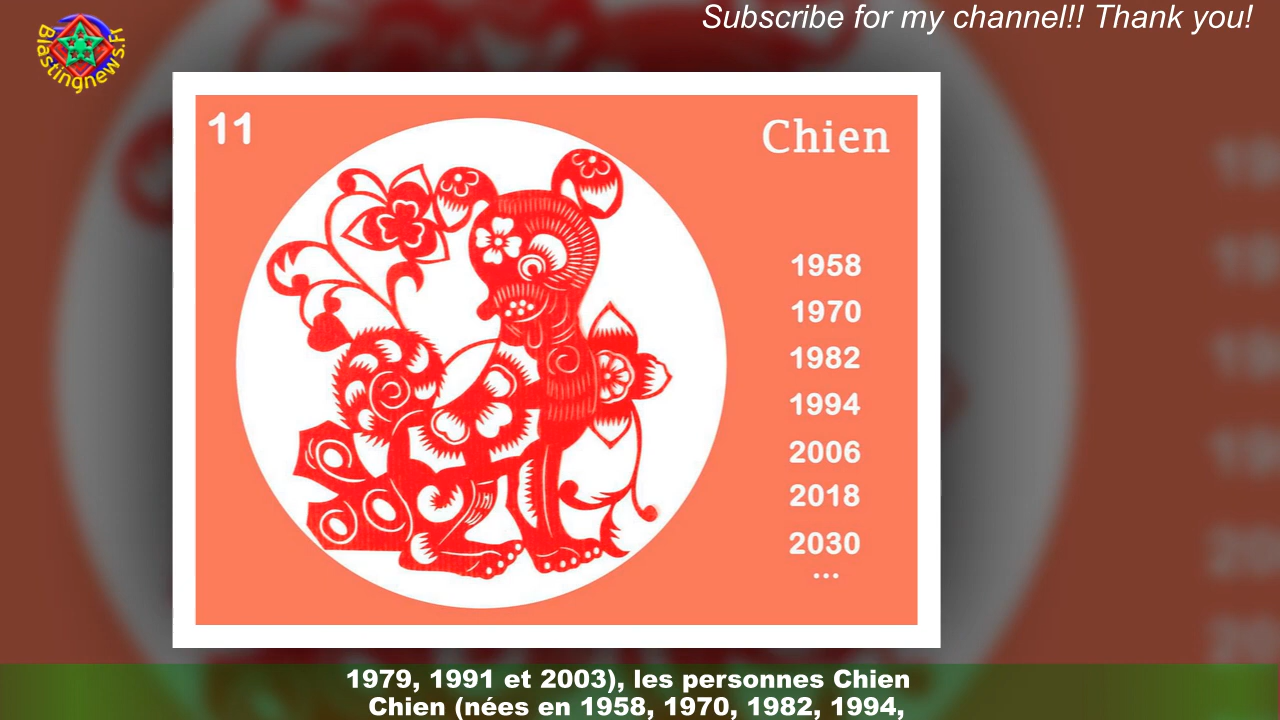 Subscribe for my channel!! Thank you!
Blastingnews.Fr
11
Chien
1958
1970
1982
1994
2006
2018
2030
...
1979, 1991 et 2003), les personnes Chien
Chien (nées en 1958, 1970, 1982, 1994,